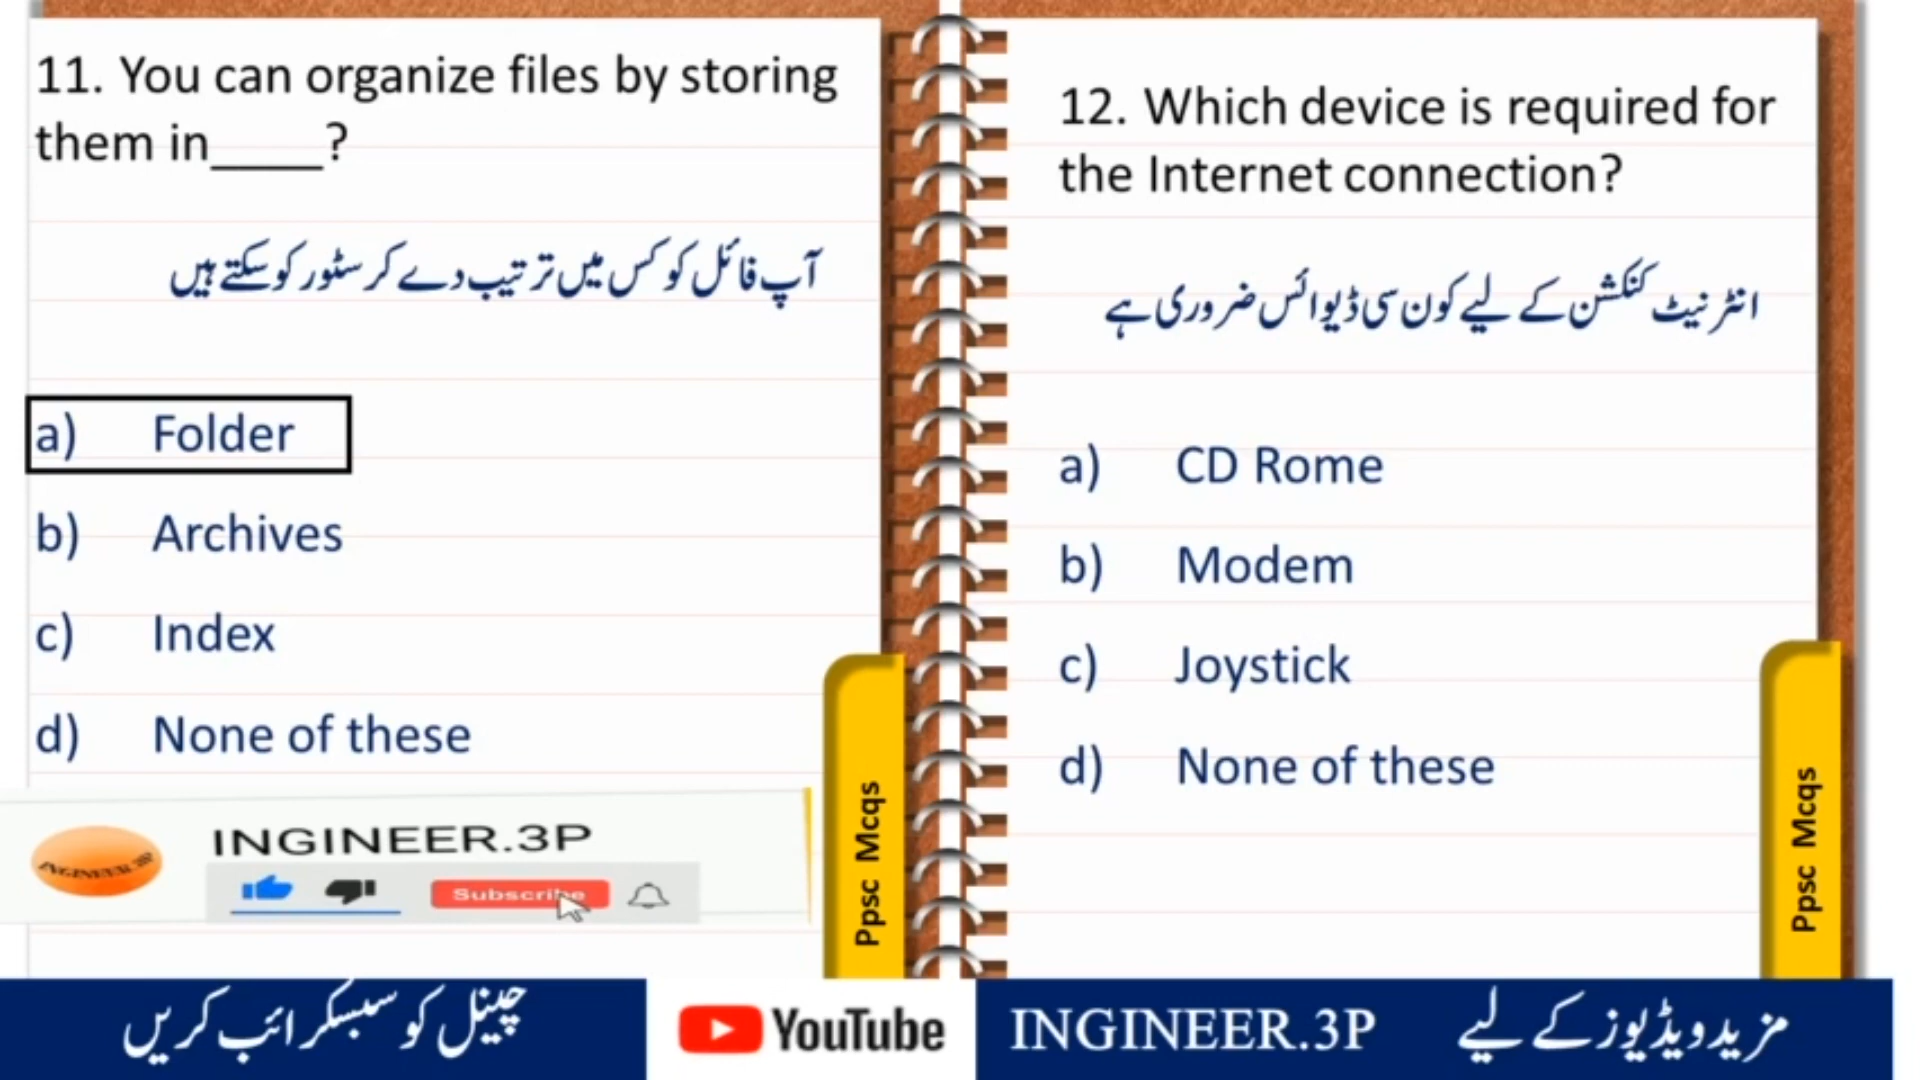 11. You can organize files by storing
them in____?
آپ فائل کو کس میں ترتیب دے کر سٹور کو سکتے ہیں
a) Folder
b) Archives
c) Index
d) None of these
Ppsc Mcqs
INGINEER.3P
INGINEER.3P
Subscribe
12. Which device is required for
the Internet connection?
انٹرنیٹ کنکشن کے لیے کون سی ڈیوائس ضروری ہے
a) CD Rome
b) Modem
c) Joystick
d) None of these
Ppsc Mcqs
چینل کو سبسکرائب کریں
YouTube
INGINEER.3P مزید ویڈیوز کے لیے